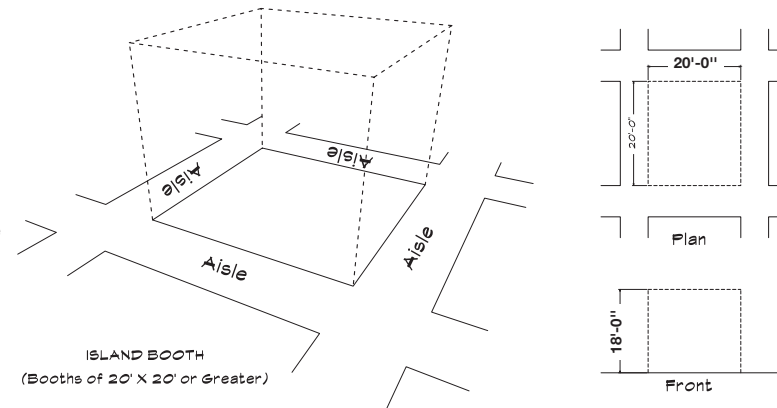 Aisle
Aisle
Aisle
Aisle
ISLAND BOOTH
(Booths of 20' X 20' or Greater)
20'-0"
20'-0"
Plan
18'-0"
Front